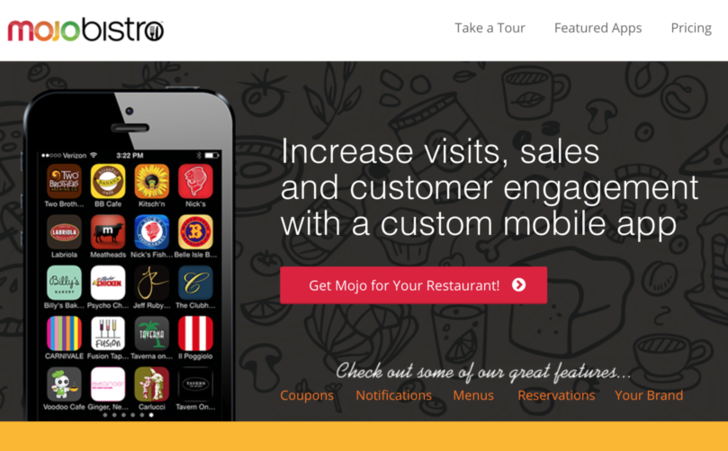 mojobistro
Take a Tour Featured Apps Pricing
Verizon 3:22 PM
TWO BROTHERS
Two Broth... BB Cafe Kitsch'n Nick's
LABRIOLA m
Labriola Meatheads Nick's Fish... Belle Isle B...
Billy's BAKERY CHICKEN
Billy's Bak... Psycho Ch... Jeff Ruby... The Clubh...
FUSION TAVERNA
CARNIVALE Fusion Tap... Taverna on... Il Poggiolo
TAVERN
Voodoo Cafe Ginger, Ne... Carlucci Tavern On...
Increase visits, sales
and customer engagement
with a custom mobile app
Get Mojo for Your Restaurant!
Check out some of our great features...
Coupons Notifications Menus Reservations Your Brand